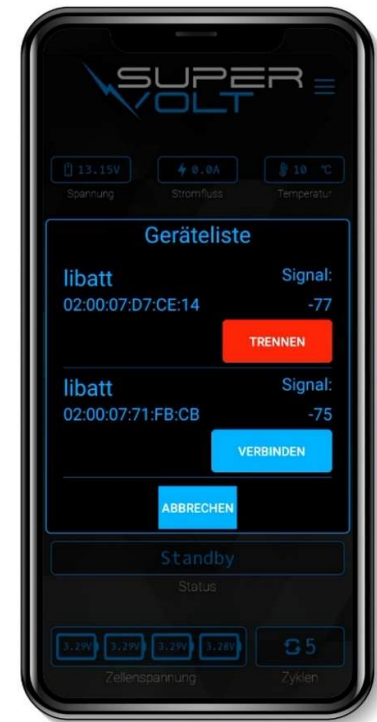 SUPER
VOLT
13.15V 0.0A 10 °C
Spannung Stromfluss Temperatur
Geräteliste
libatt Signal:
02:00:07:D7:CE:14 -77
TRENNEN
libatt Signal:
02:00:07:71:FB:CB -75
VERBINDEN
ABBRECHEN
Standby
Status
3.29V 3.29V 3.29V 3.28V 5
Zellenspannung Zyklen